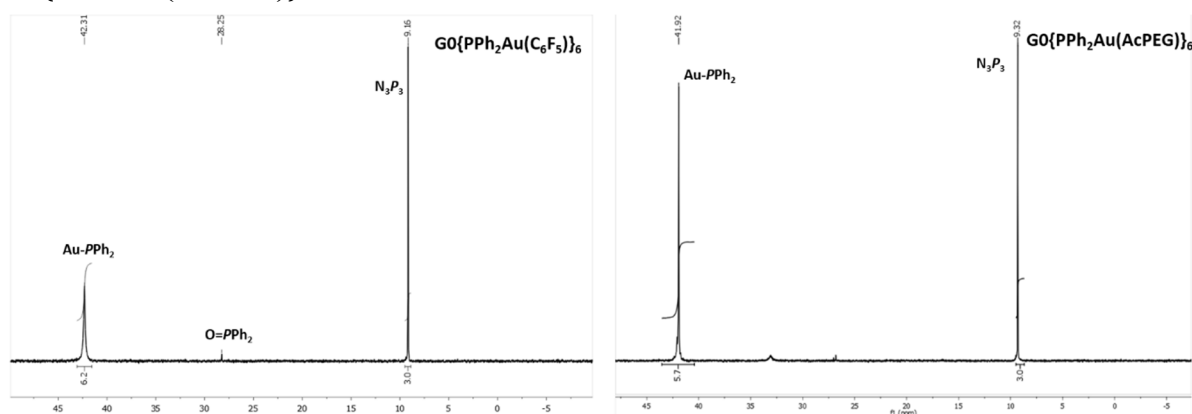 —42.31
—28.25
—9.16
G0{PPh₂Au(C₆F₅)}₆
N₃P₃
Au-PPh₂
O=PPh₂
6.2
3.0
45 40 35 30 25 20 15 10 5 0 -5
—41.92
—9.32
G0{PPh₂Au(AcPEG)}₆
N₃P₃
Au-PPh₂
5.7
3.0
45 40 35 30 25 20 15 10 5 0 -5